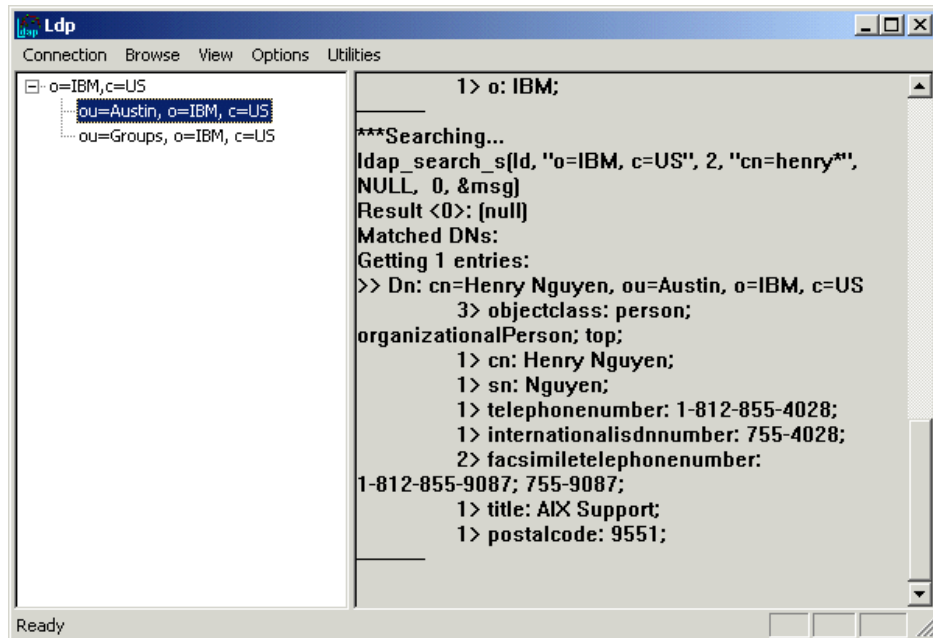 Ldp
Connection Browse View Options Utilities
o=IBM,c=US
ou=Austin, o=IBM, c=US
ou=Groups, o=IBM, c=US
1> o: IBM;
***Searching...
ldap_search_s(ld, "o=IBM, c=US", 2, "cn=henry*",
NULL, 0, &msg)
Result <0>: (null)
Matched DNs:
Getting 1 entries:
>> Dn: cn=Henry Nguyen, ou=Austin, o=IBM, c=US
3> objectclass: person;
organizationalPerson; top;
1> cn: Henry Nguyen;
1> sn: Nguyen;
1> telephonenumber: 1-812-855-4028;
1> internationalisdnnumber: 755-4028;
2> facsimiletelephonenumber:
1-812-855-9087; 755-9087;
1> title: AIX Support;
1> postalcode: 9551;
Ready